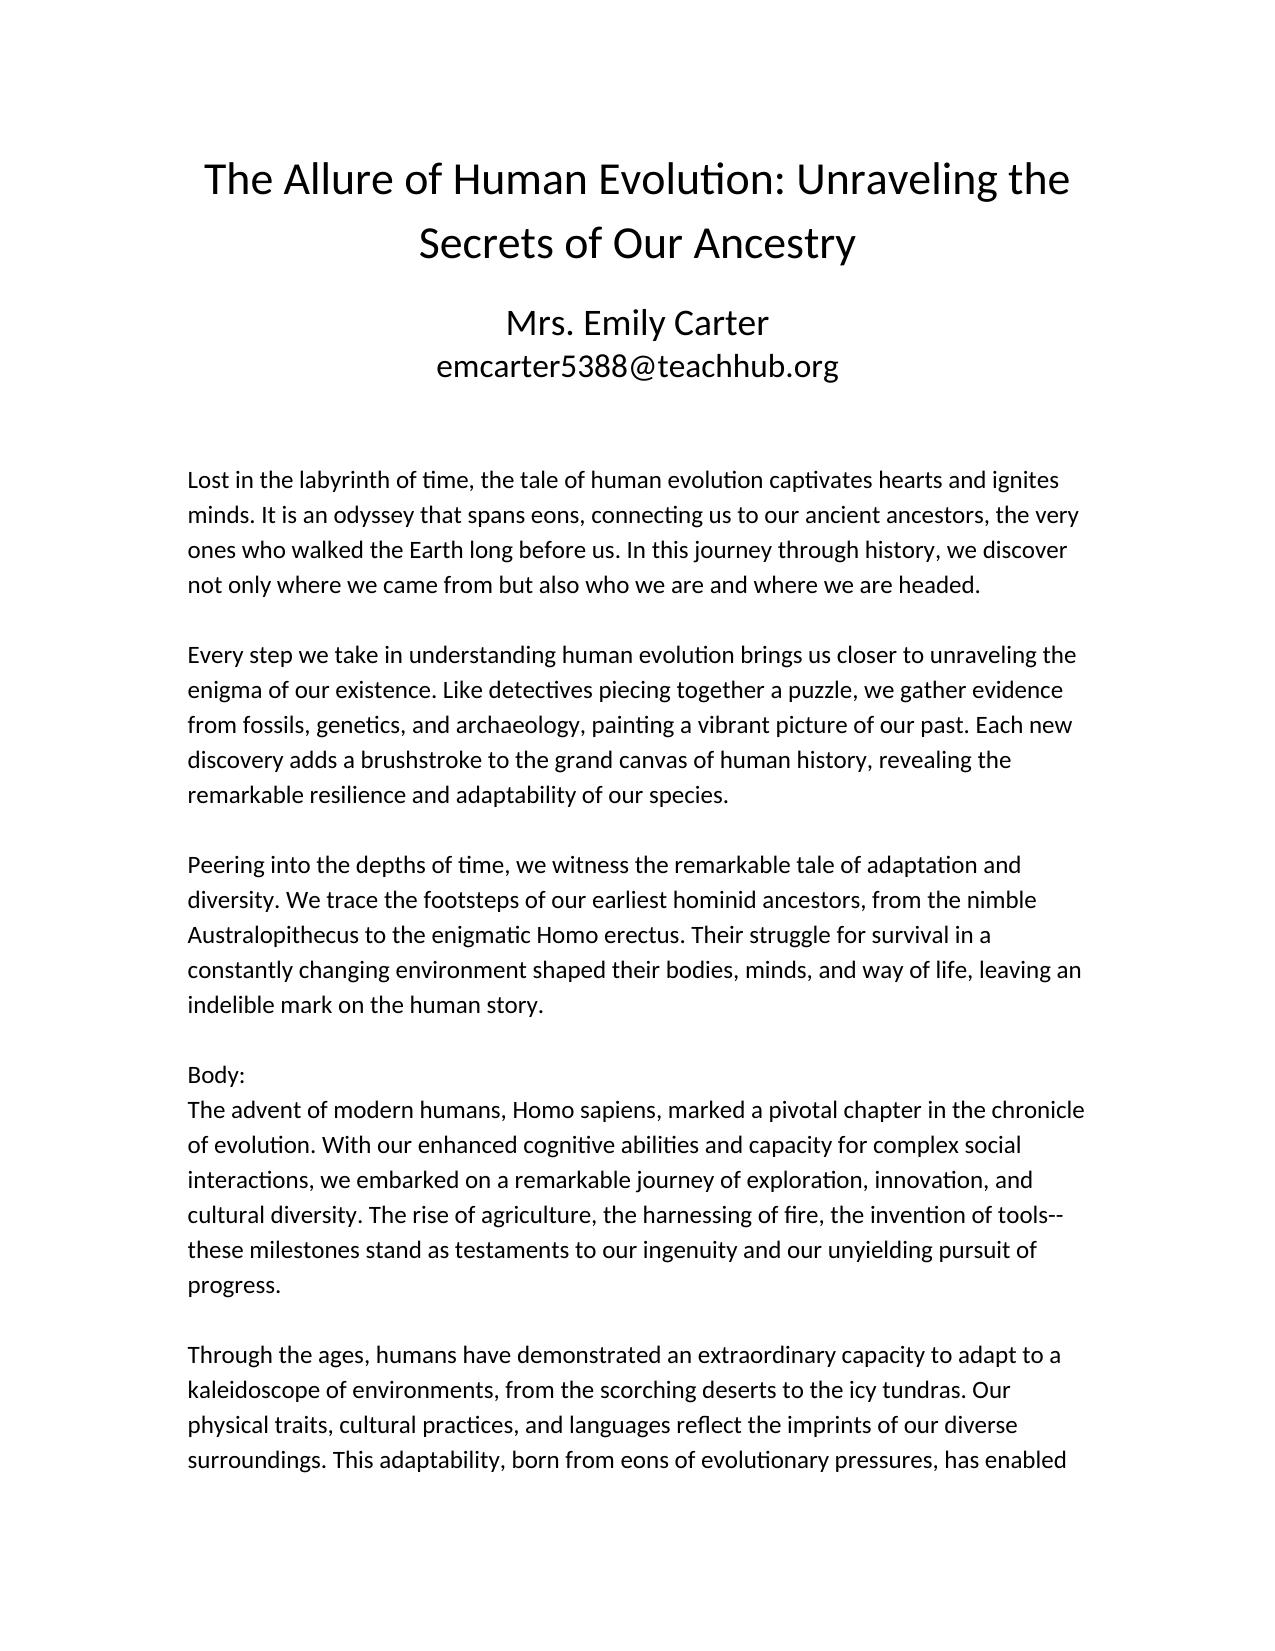 The Allure of Human Evolution: Unraveling the
Secrets of Our Ancestry
Mrs. Emily Carter
emcarter5388@teachhub.org
Lost in the labyrinth of time, the tale of human evolution captivates hearts and ignites
minds. It is an odyssey that spans eons, connecting us to our ancient ancestors, the very
ones who walked the Earth long before us. In this journey through history, we discover
not only where we came from but also who we are and where we are headed.
Every step we take in understanding human evolution brings us closer to unraveling the
enigma of our existence. Like detectives piecing together a puzzle, we gather evidence
from fossils, genetics, and archaeology, painting a vibrant picture of our past. Each new
discovery adds a brushstroke to the grand canvas of human history, revealing the
remarkable resilience and adaptability of our species.
Peering into the depths of time, we witness the remarkable tale of adaptation and
diversity. We trace the footsteps of our earliest hominid ancestors, from the nimble
Australopithecus to the enigmatic Homo erectus. Their struggle for survival in a
constantly changing environment shaped their bodies, minds, and way of life, leaving an
indelible mark on the human story.
Body:
The advent of modern humans, Homo sapiens, marked a pivotal chapter in the chronicle
of evolution. With our enhanced cognitive abilities and capacity for complex social
interactions, we embarked on a remarkable journey of exploration, innovation, and
cultural diversity. The rise of agriculture, the harnessing of fire, the invention of tools--
these milestones stand as testaments to our ingenuity and our unyielding pursuit of
progress.
Through the ages, humans have demonstrated an extraordinary capacity to adapt to a
kaleidoscope of environments, from the scorching deserts to the icy tundras. Our
physical traits, cultural practices, and languages reflect the imprints of our diverse
surroundings. This adaptability, born from eons of evolutionary pressures, has enabled